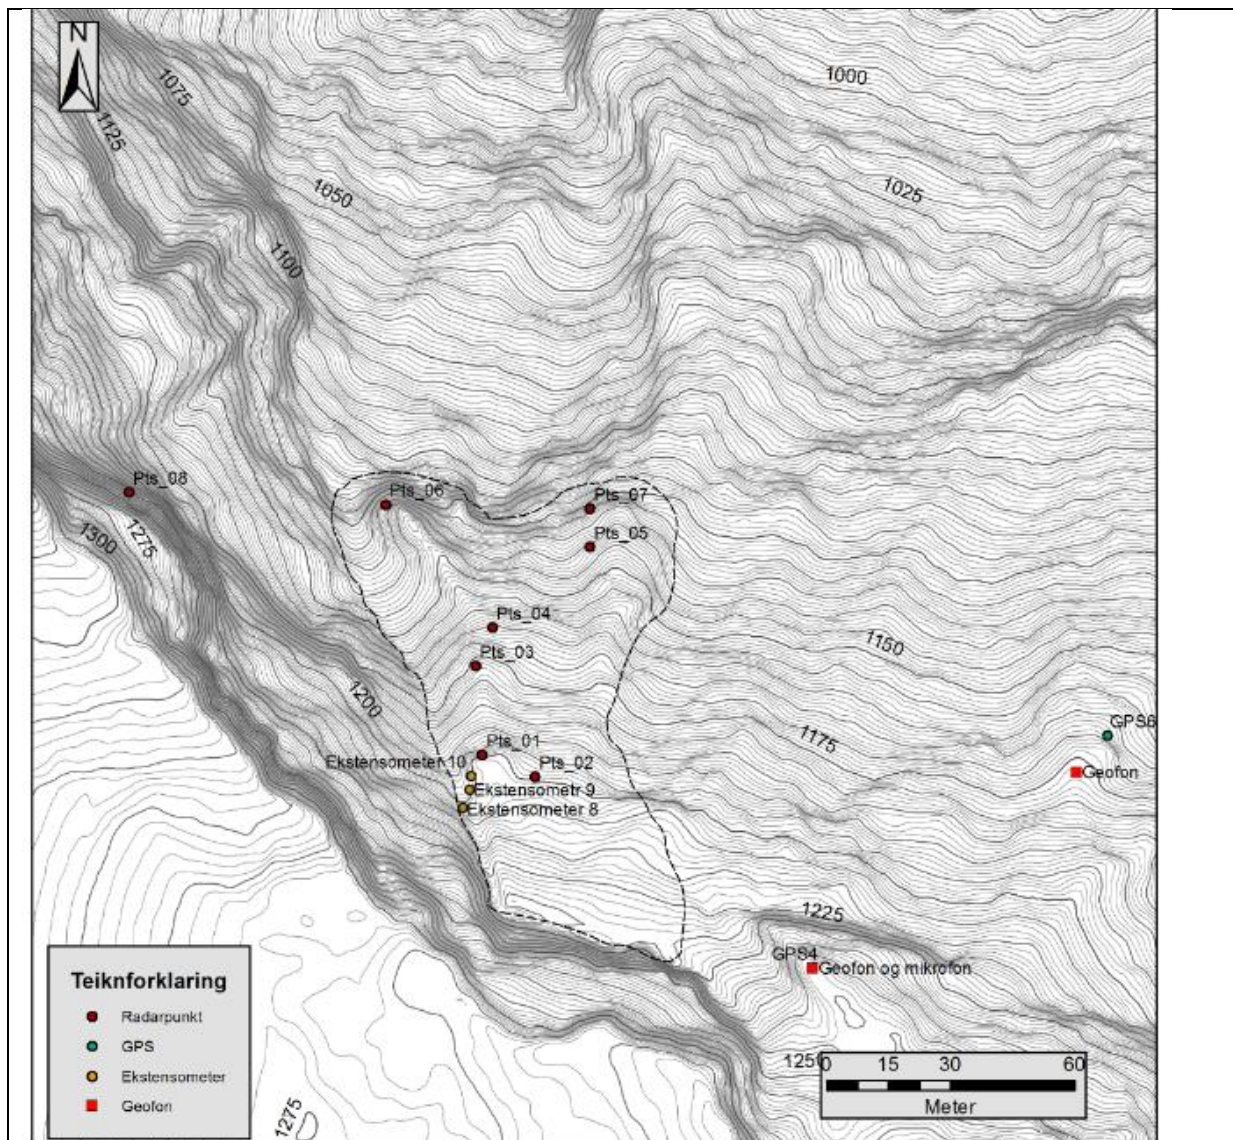 N
1000
1075
1125
1050
1025
1100
Pts_08
Pts_06
Pts_07
1300
1275
Pts_05
Pts_04
1150
Pts_03
1200
1175
GPS6
Pts_01
Ekstensometer 10
Pts_02
Geofon
Ekstensometr 9
Ekstensometer 8
1225
GPS4
Geofon og mikrofon
Teiknforklaring
Radarpunkt
GPS
Ekstensometer
Geofon
1275
1250
0 15 30 60
Meter